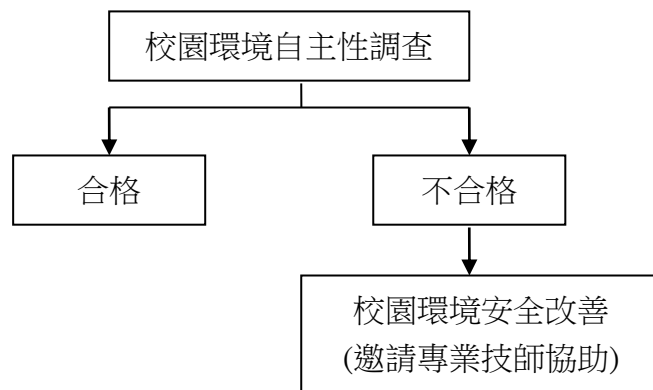 校園環境自主性調查
合格
不合格
校園環境安全改善
(邀請專業技師協助)